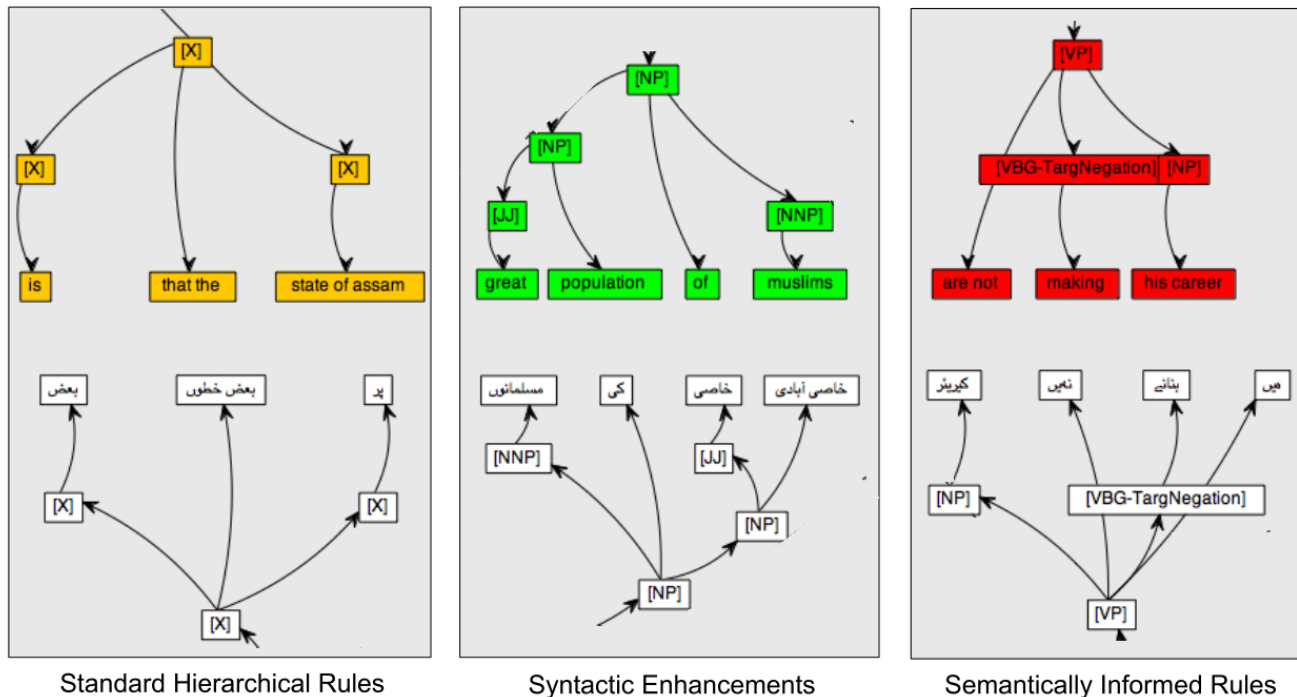 [X]
[X]
[X]
is
that the
state of assam
بعض
بعض خطوں
پر
[X]
[X]
[X]
Standard Hierarchical Rules
[NP]
[NP]
[JJ]
[NNP]
great
population
of
muslims
مسلمانوں
کی
خاصی
خاصی آبادی
[NNP]
[JJ]
[NP]
[NP]
Syntactic Enhancements
[VP]
[VBG-TargNegation]
[NP]
are not
making
his career
کیریئر
نہیں
بنانے
میں
[NP]
[VBG-TargNegation]
[VP]
Semantically Informed Rules